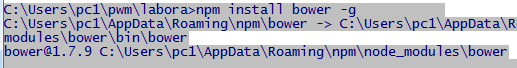 C:\Users\pc1\pwm\labora>npm install bower -g
C:\Users\pc1\AppData\Roaming\npm\bower -> C:\Users\pc1\AppData\R
modules\bower\bin\bower
bower@1.7.9 C:\Users\pc1\AppData\Roaming\npm\node_modules\bower